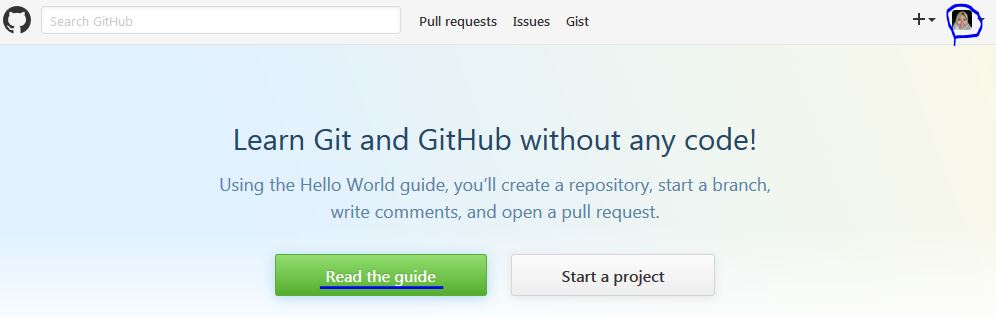 Search GitHub Pull requests Issues Gist
Learn Git and GitHub without any code!
Using the Hello World guide, you’ll create a repository, start a branch,
write comments, and open a pull request.
Read the guide Start a project